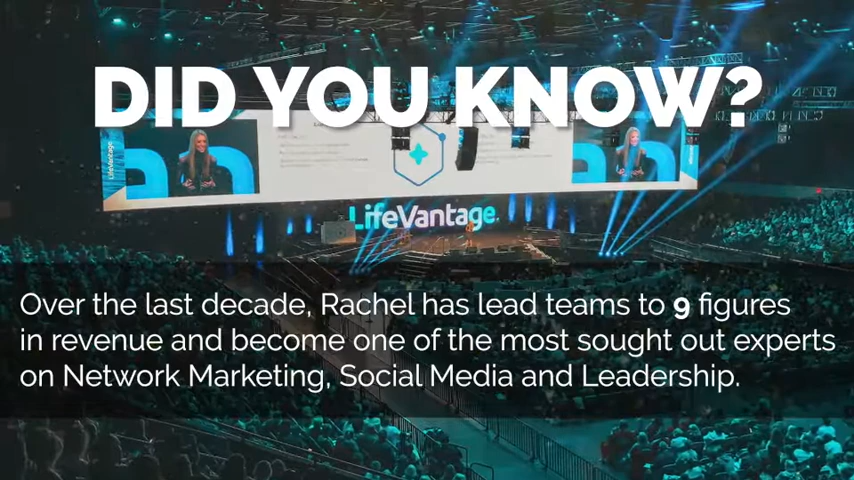 DID YOU KNOW?
LifeVantage
LifeVantage
Over the last decade, Rachel has lead teams to 9 figures
in revenue and become one of the most sought out experts
on Network Marketing, Social Media and Leadership.